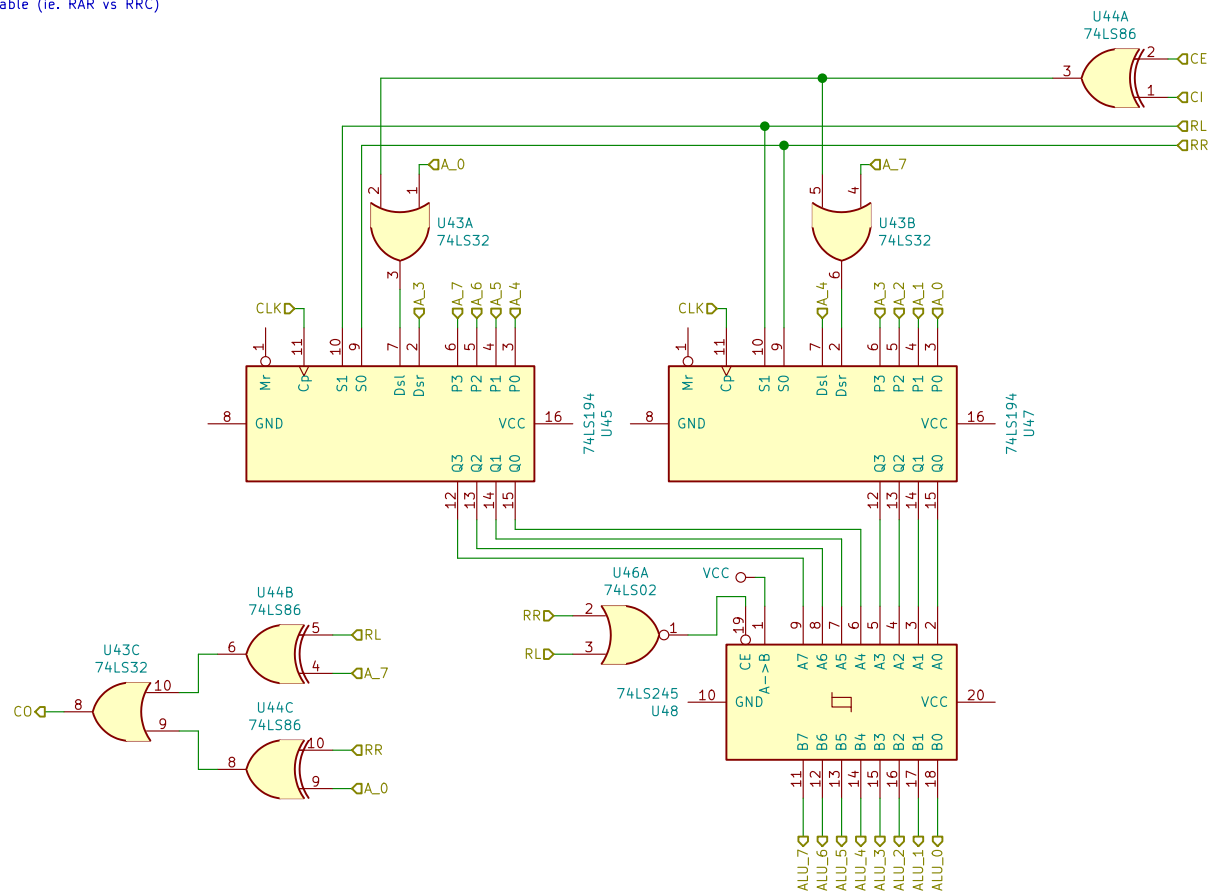 able (ie. RAR vs RRC)
U44A
74LS86
2
CE
3
1
CI
RL
RR
A_0
A_7
2
1
5
4
U43A
74LS32
U43B
74LS32
3
6
CLK
A_3
A_7
A_6
A_5
A_4
CLK
A_4
A_3
A_2
A_1
A_0
1
11
10
9
7
2
6
5
4
3
1
11
10
9
7
2
6
5
4
3
Mr
Cp
S1
S0
Dsl
Dsr
P3
P2
P1
P0
Mr
Cp
S1
S0
Dsl
Dsr
P3
P2
P1
P0
8
GND
VCC
16
74LS194
U45
8
GND
VCC
16
74LS194
U47
Q3
Q2
Q1
Q0
Q3
Q2
Q1
Q0
12
13
14
15
12
13
14
15
U46A
74LS02
VCC
RR
2
1
RL
3
19
1
9
8
7
6
5
4
3
2
CE
A->B
A7
A6
A5
A4
A3
A2
A1
A0
74LS245
U48
10
GND
VCC
20
B7
B6
B5
B4
B3
B2
B1
B0
11
12
13
14
15
16
17
18
ALU_7
ALU_6
ALU_5
ALU_4
ALU_3
ALU_2
ALU_1
ALU_0
U44B
74LS86
5
RL
6
4
A_7
U43C
74LS32
10
CO
8
9
U44C
74LS86
10
RR
8
9
A_0